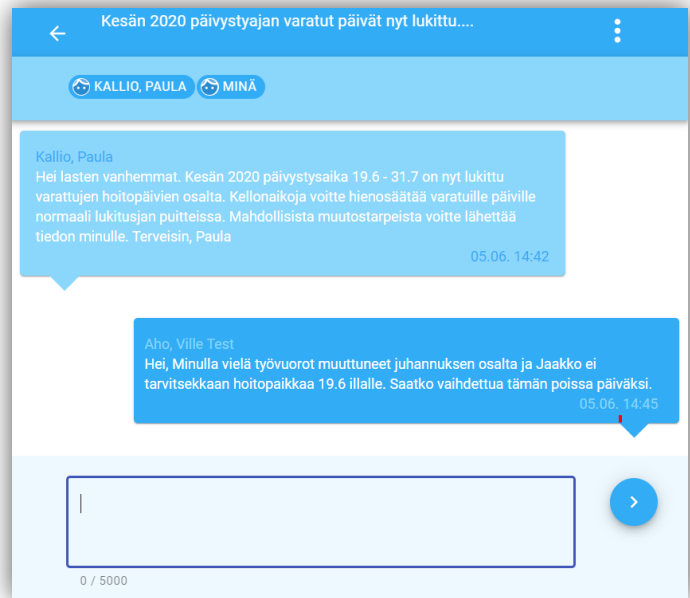 Kesän 2020 päivystyajan varatut päivät nyt lukittu....
KALLIO, PAULA MINÄ
Kallio, Paula
Hei lasten vanhemmat. Kesän 2020 päivystysaika 19.6 - 31.7 on nyt lukittu
varattujen hoitopäivien osalta. Kellonaikoja voitte hienosäätää varatuille päiville
normaali lukitusjan puitteissa. Mahdollisista muutostarpeista voitte lähettää
tiedon minulle. Terveisin, Paula
05.06. 14:42
Aho, Ville Test
Hei, Minulla vielä työvuorot muuttuneet juhannuksen osalta ja Jaakko ei
tarvitsekkaan hoitopaikkaa 19.6 illalle. Saatko vaihdettua tämän poissa päiväksi.
05.06. 14:45
0 / 5000